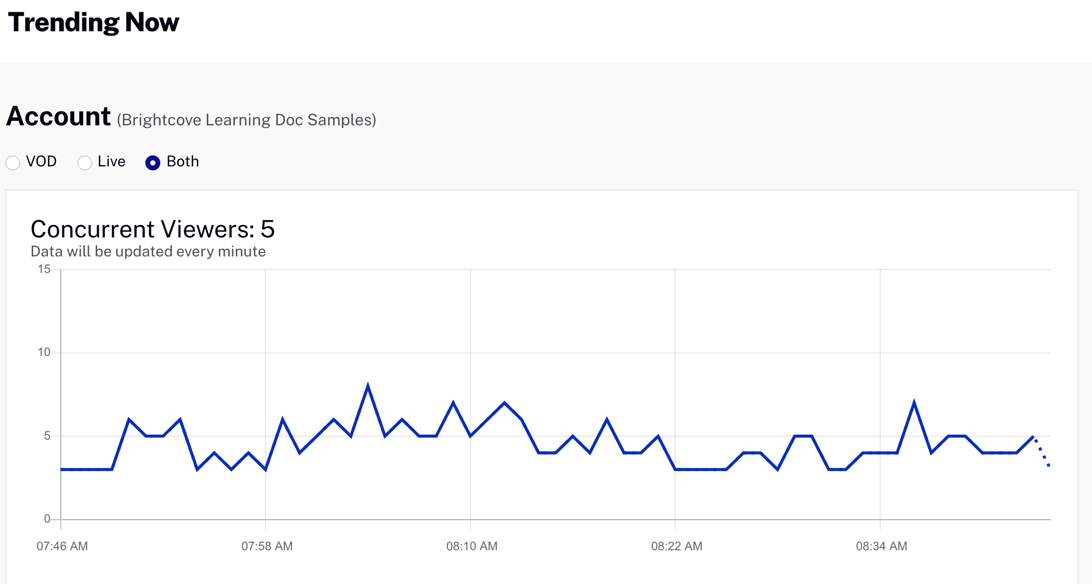 Trending Now
Account (Brightcove Learning Doc Samples)
VOD Live Both
Concurrent Viewers: 5
Data will be updated every minute
15
10
5
0
07:46 AM 07:58 AM 08:10 AM 08:22 AM 08:34 AM